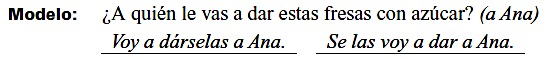 Modelo: ¿A quién le vas a dar estas fresas con azúcar? (a Ana)
Voy a dárselas a Ana. Se las voy a dar a Ana.